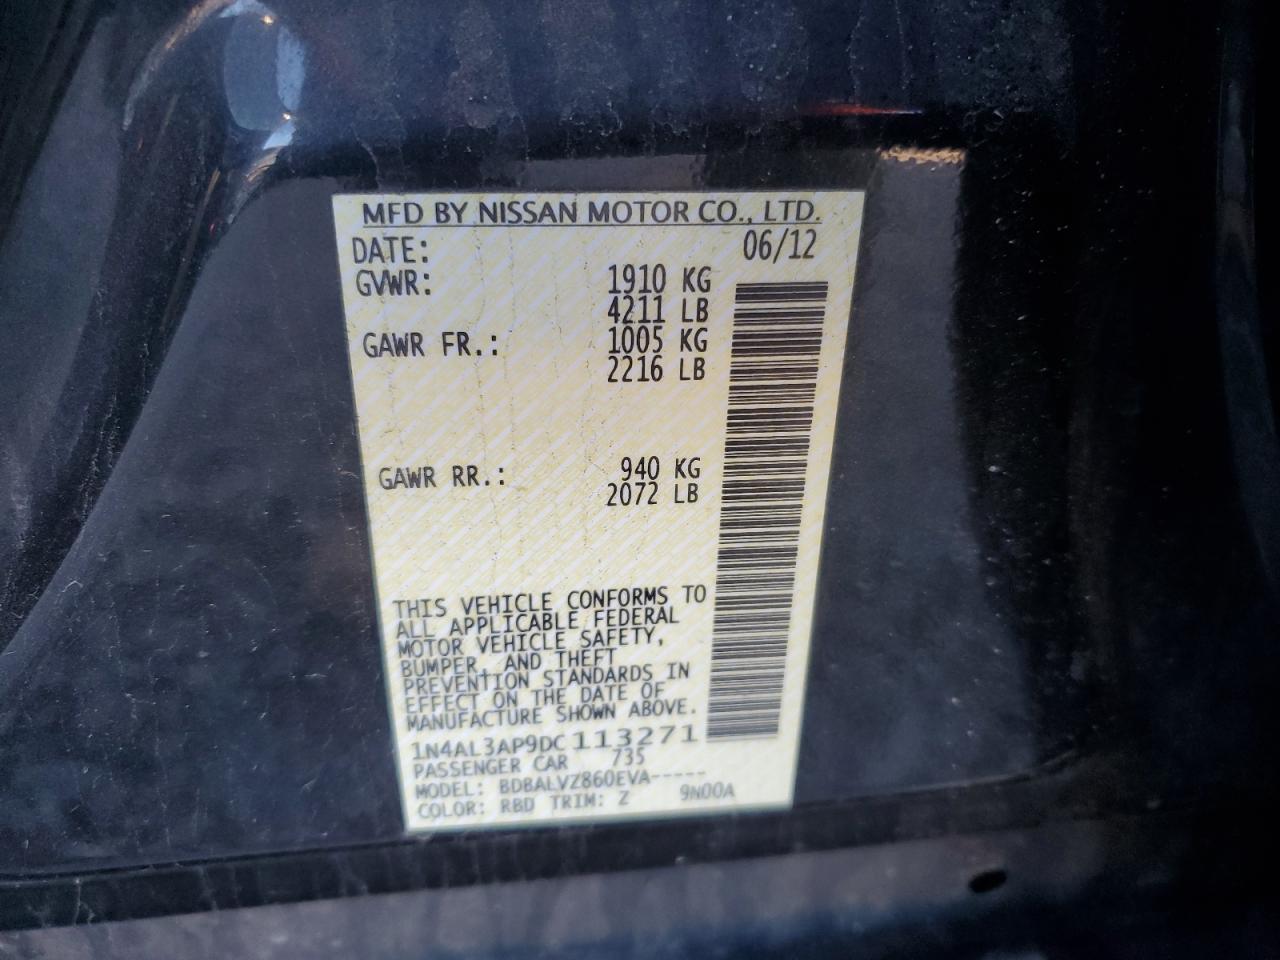 MFD BY NISSAN MOTOR CO., LTD.
DATE: 06/12
GVWR: 1910 KG
4211 LB
GAWR FR.: 1005 KG
2216 LB
GAWR RR.: 940 KG
2072 LB
THIS VEHICLE CONFORMS TO
ALL APPLICABLE FEDERAL
MOTOR VEHICLE SAFETY,
BUMPER, AND THEFT
PREVENTION STANDARDS IN
EFFECT ON THE DATE OF
MANUFACTURE SHOWN ABOVE.
1N4AL3AP9DC113271
PASSENGER CAR 735
MODEL: BDBALVZ860EVA-----
COLOR: RBD TRIM: Z 9N00A